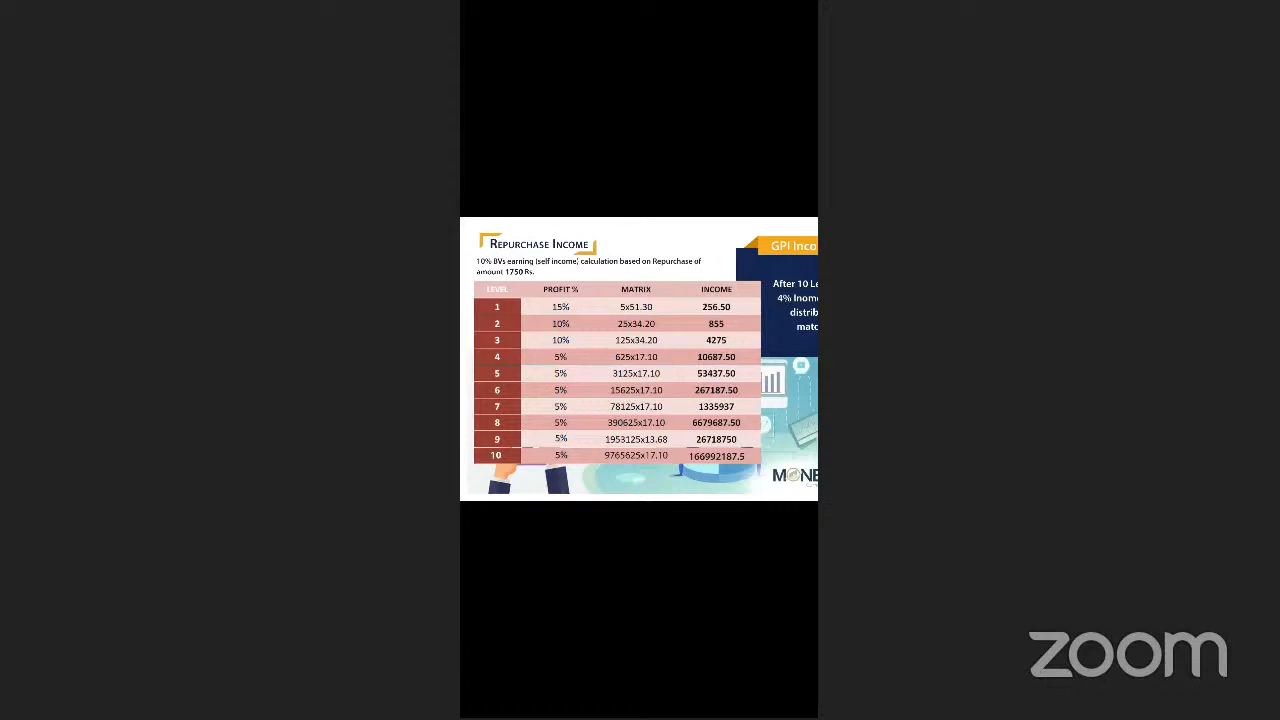 REPURCHASE INCOME
10% BVs earning (self income) calculation based on Repurchase of
amount 1750 Rs.
LEVEL PROFIT % MATRIX INCOME
1 15% 5x51.30 256.50
2 10% 25x34.20 855
3 10% 125x34.20 4275
4 5% 625x17.10 10687.50
5 5% 3125x17.10 53437.50
6 5% 15625x17.10 267187.50
7 5% 78125x17.10 1335937
8 5% 390625x17.10 6679687.50
9 5% 1953125x13.68 26718750
10 5% 9765625x17.10 166992187.5
GPI Inco
After 10 Le
4% Inom
distrib
matc
MONE
zoom